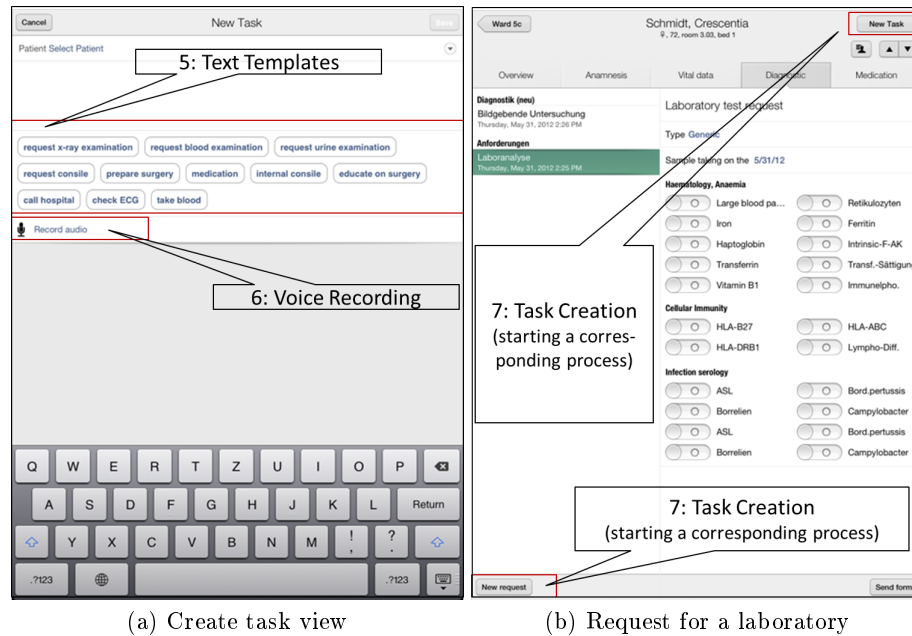 Cancel
New Task
Save
Patient Select Patient
5: Text Templates
request x-ray examination
request blood examination
request urine examination
request consile
prepare surgery
medication
internal consile
educate on surgery
call hospital
check ECG
take blood
Record audio
6: Voice Recording
Q W E R T Z U I O P
A S D F G H J K L Return
Y X C V B N M ! , ? .
.?123
.?123
(a) Create task view
Ward 5c
Schmidt, Crescentia
♀, 72, room 3.03, bed 1
New Task
Overview
Anamnesis
Vital data
Diagnostic
Medication
Diagnostik (neu)
Bildgebende Untersuchung
Thursday, May 31, 2012 2:26 PM
Anforderungen
Laboranalyse
Thursday, May 31, 2012 2:25 PM
Laboratory test request
Type Generic
Sample taking on the 5/31/12
Haematology, Anaemia
Large blood pa...
Retikulozyten
Iron
Ferritin
Haptoglobin
Intrinsic-F-AK
Transferrin
Transf.-Sättigung
Vitamin B1
Immunelpho.
Cellular Immunity
HLA-B27
HLA-ABC
HLA-DRB1
Lympho-Diff.
Infection serology
ASL
Bord.pertussis
Borrelien
Campylobacter
ASL
Bord.pertussis
Borrelien
Campylobacter
7: Task Creation
(starting a corres-
ponding process)
7: Task Creation
(starting a corresponding process)
New request
Send form
(b) Request for a laboratory